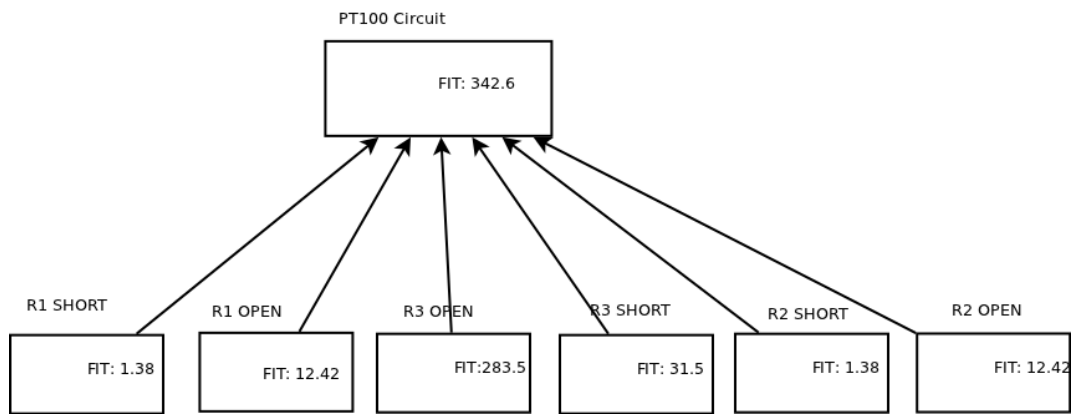 PT100 Circuit
FIT: 342.6
R1 SHORT
R1 OPEN
R3 OPEN
R3 SHORT
R2 SHORT
R2 OPEN
FIT: 1.38
FIT: 12.42
FIT:283.5
FIT: 31.5
FIT: 1.38
FIT: 12.42